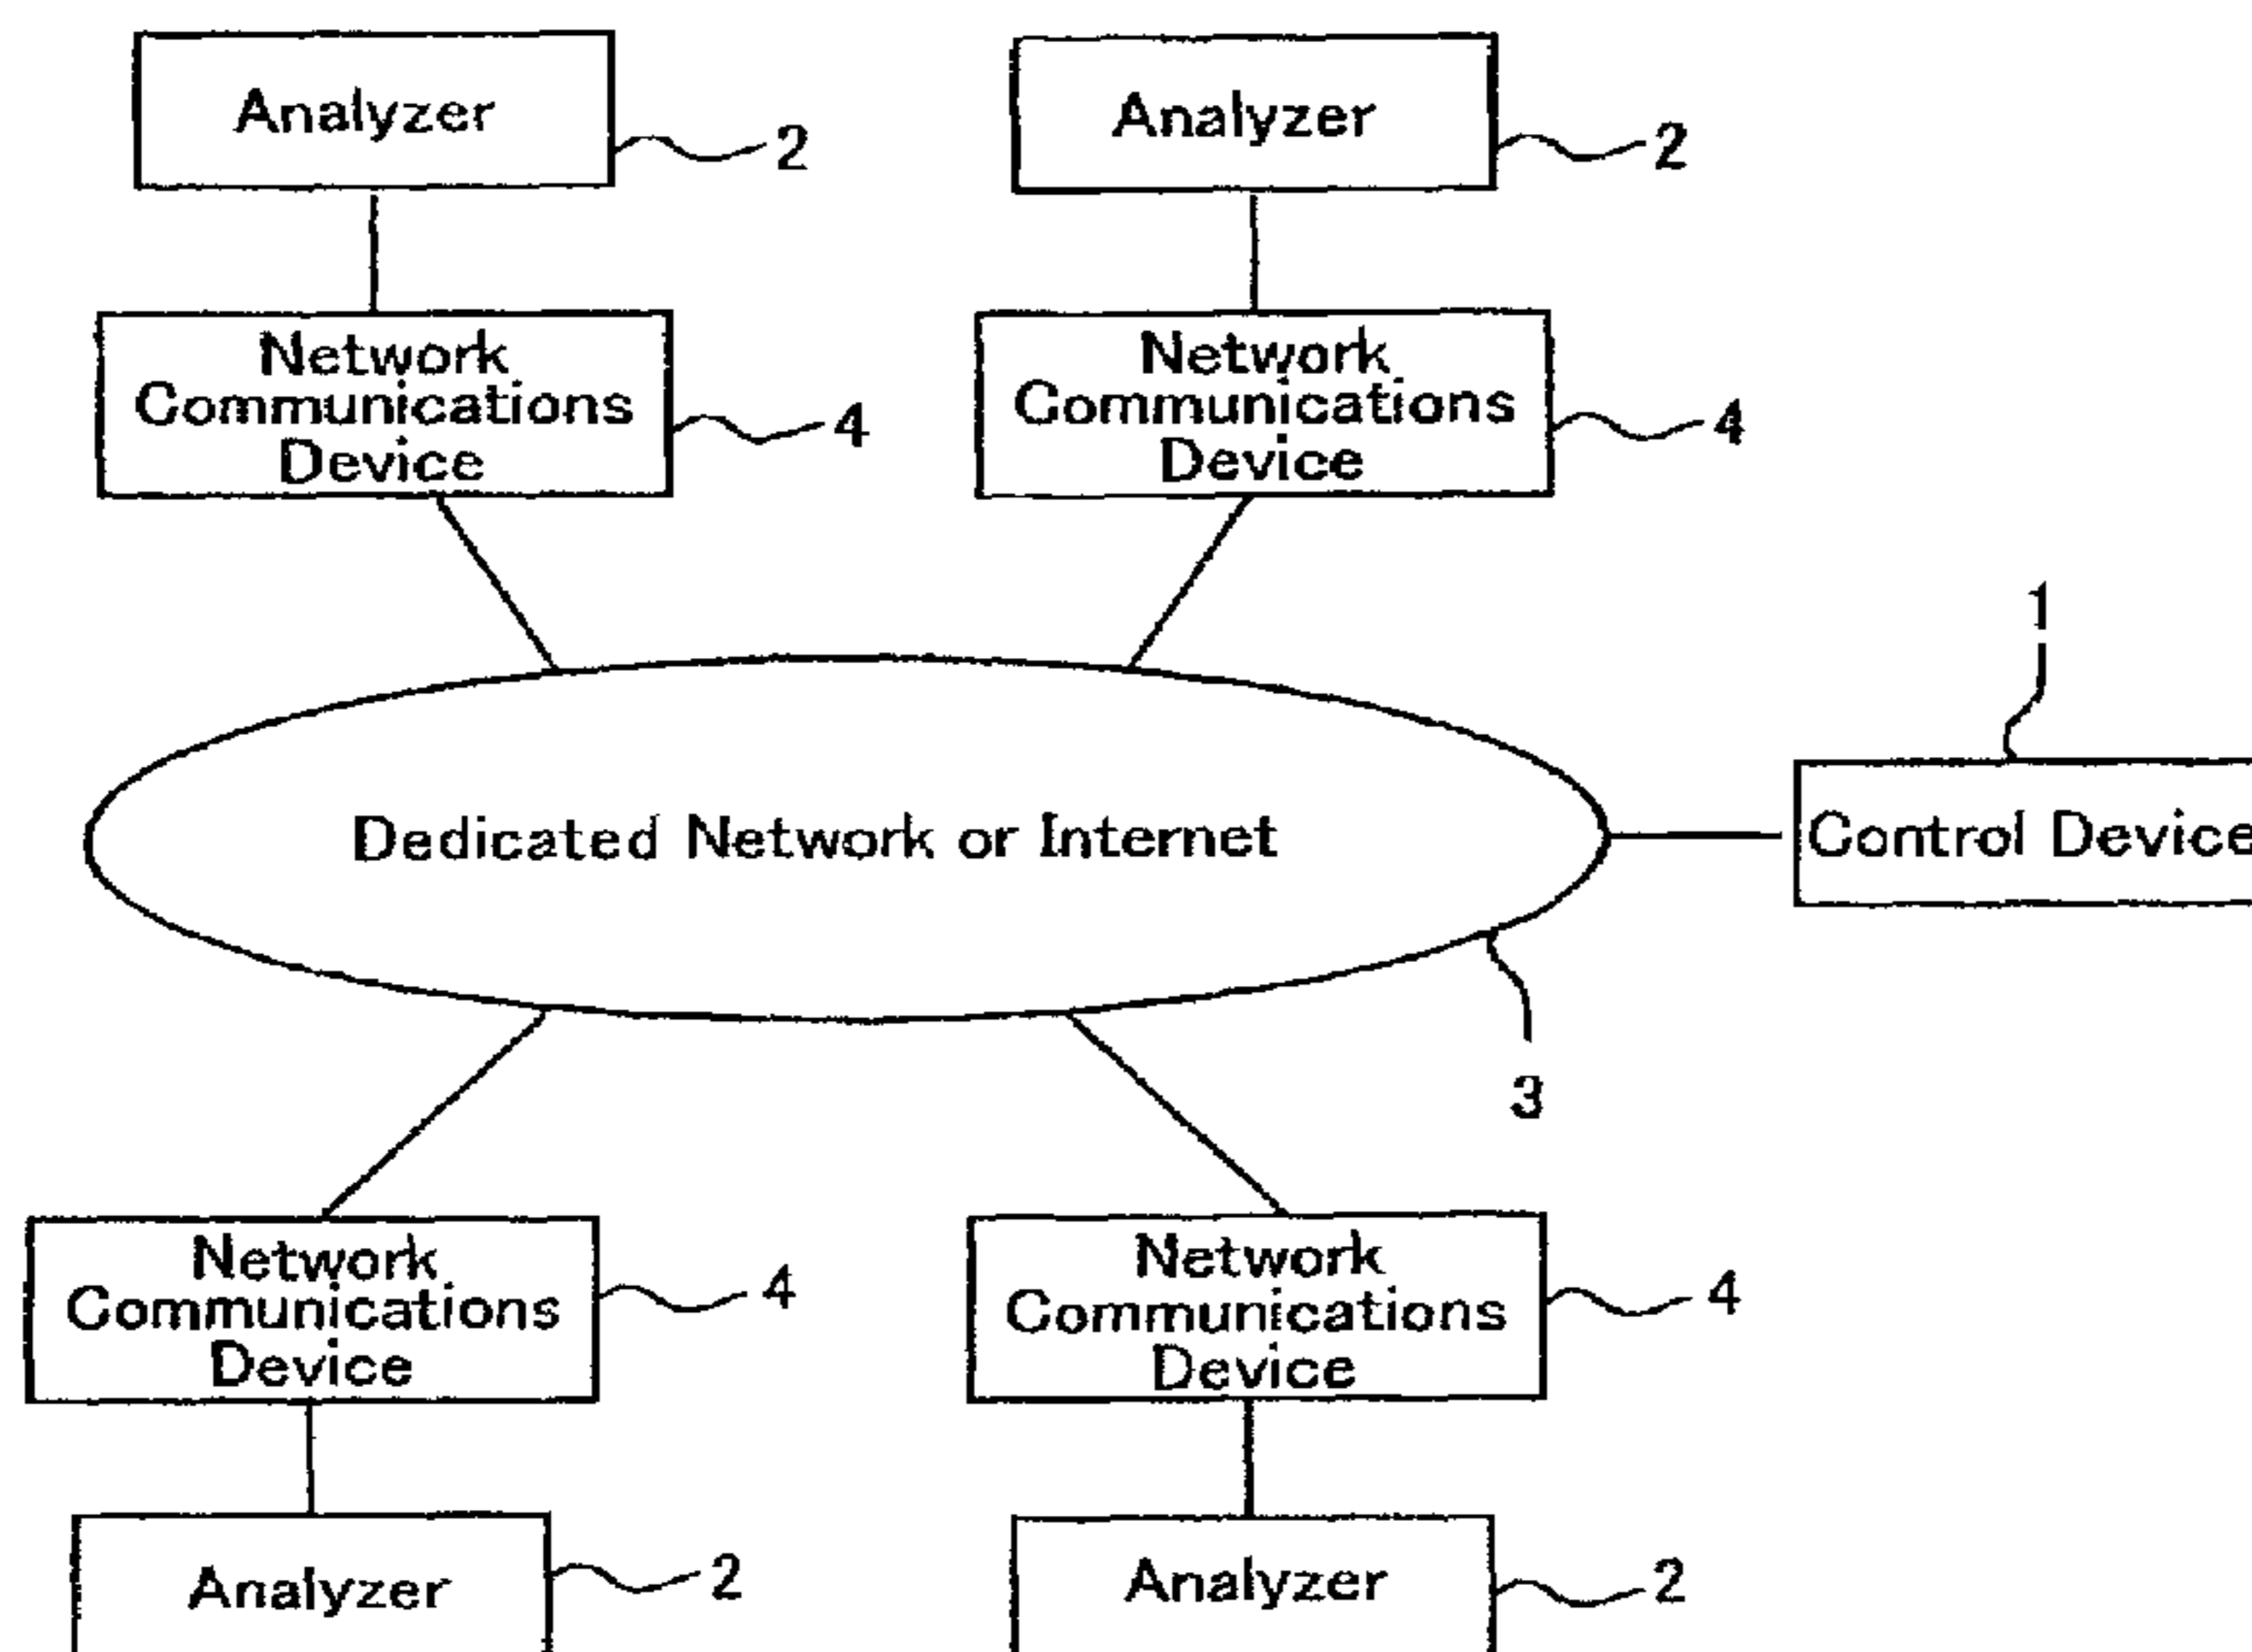 Analyzer
2
Analyzer
2
Network
Communications
Device
4
Network
Communications
Device
4
1
Dedicated Network or Internet
Control Device
3
Network
Communications
Device
4
Network
Communications
Device
4
Analyzer
2
Analyzer
2